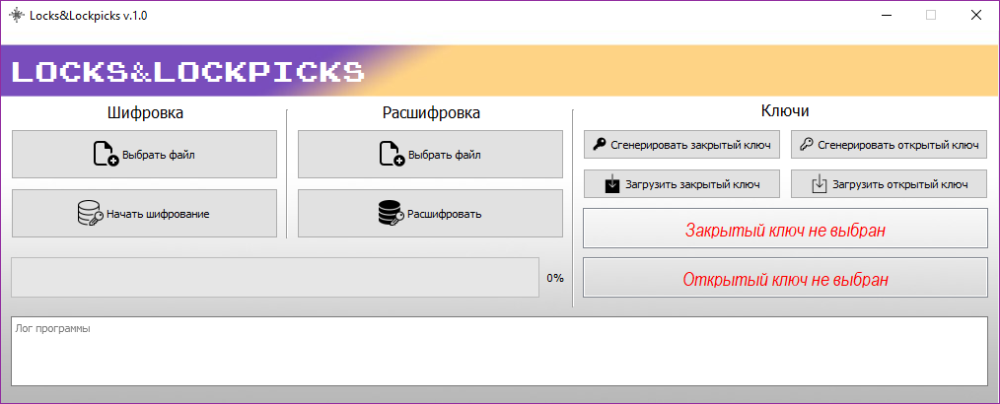 Locks&Lockpicks v.1.0
LOCKS&LOCKPICKS
Шифровка
Выбрать файл
Начать шифрование
Расшифровка
Выбрать файл
Расшифровать
0%
Ключи
Сгенерировать закрытый ключ
Сгенерировать открытый ключ
Загрузить закрытый ключ
Загрузить открытый ключ
Закрытый ключ не выбран
Открытый ключ не выбран
Лог программы